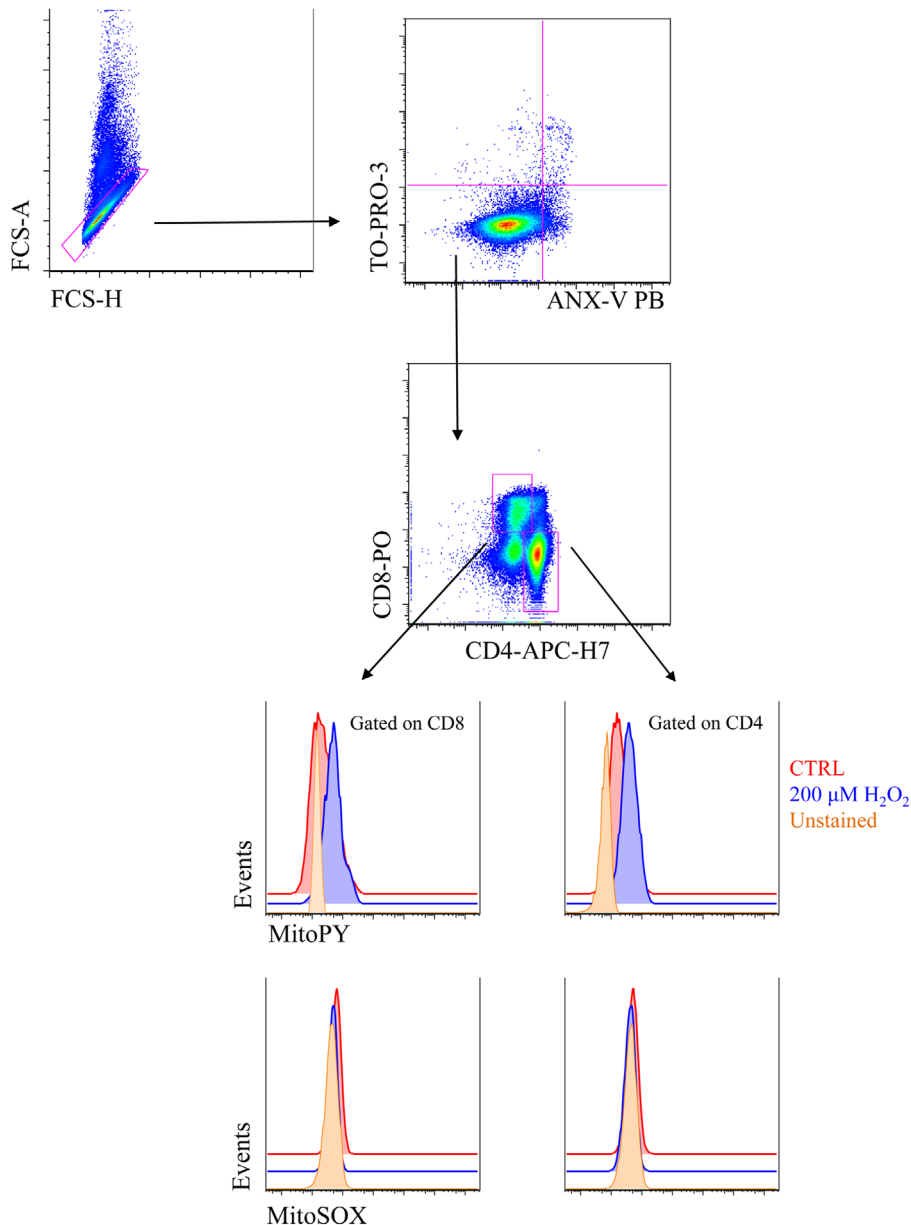 FCS-A
FCS-H
TO-PRO-3
ANX-V PB
CD8-PO
CD4-APC-H7
Gated on CD8
Gated on CD4
CTRL
200 µM H₂O₂
Unstained
Events
MitoPY
Events
MitoSOX